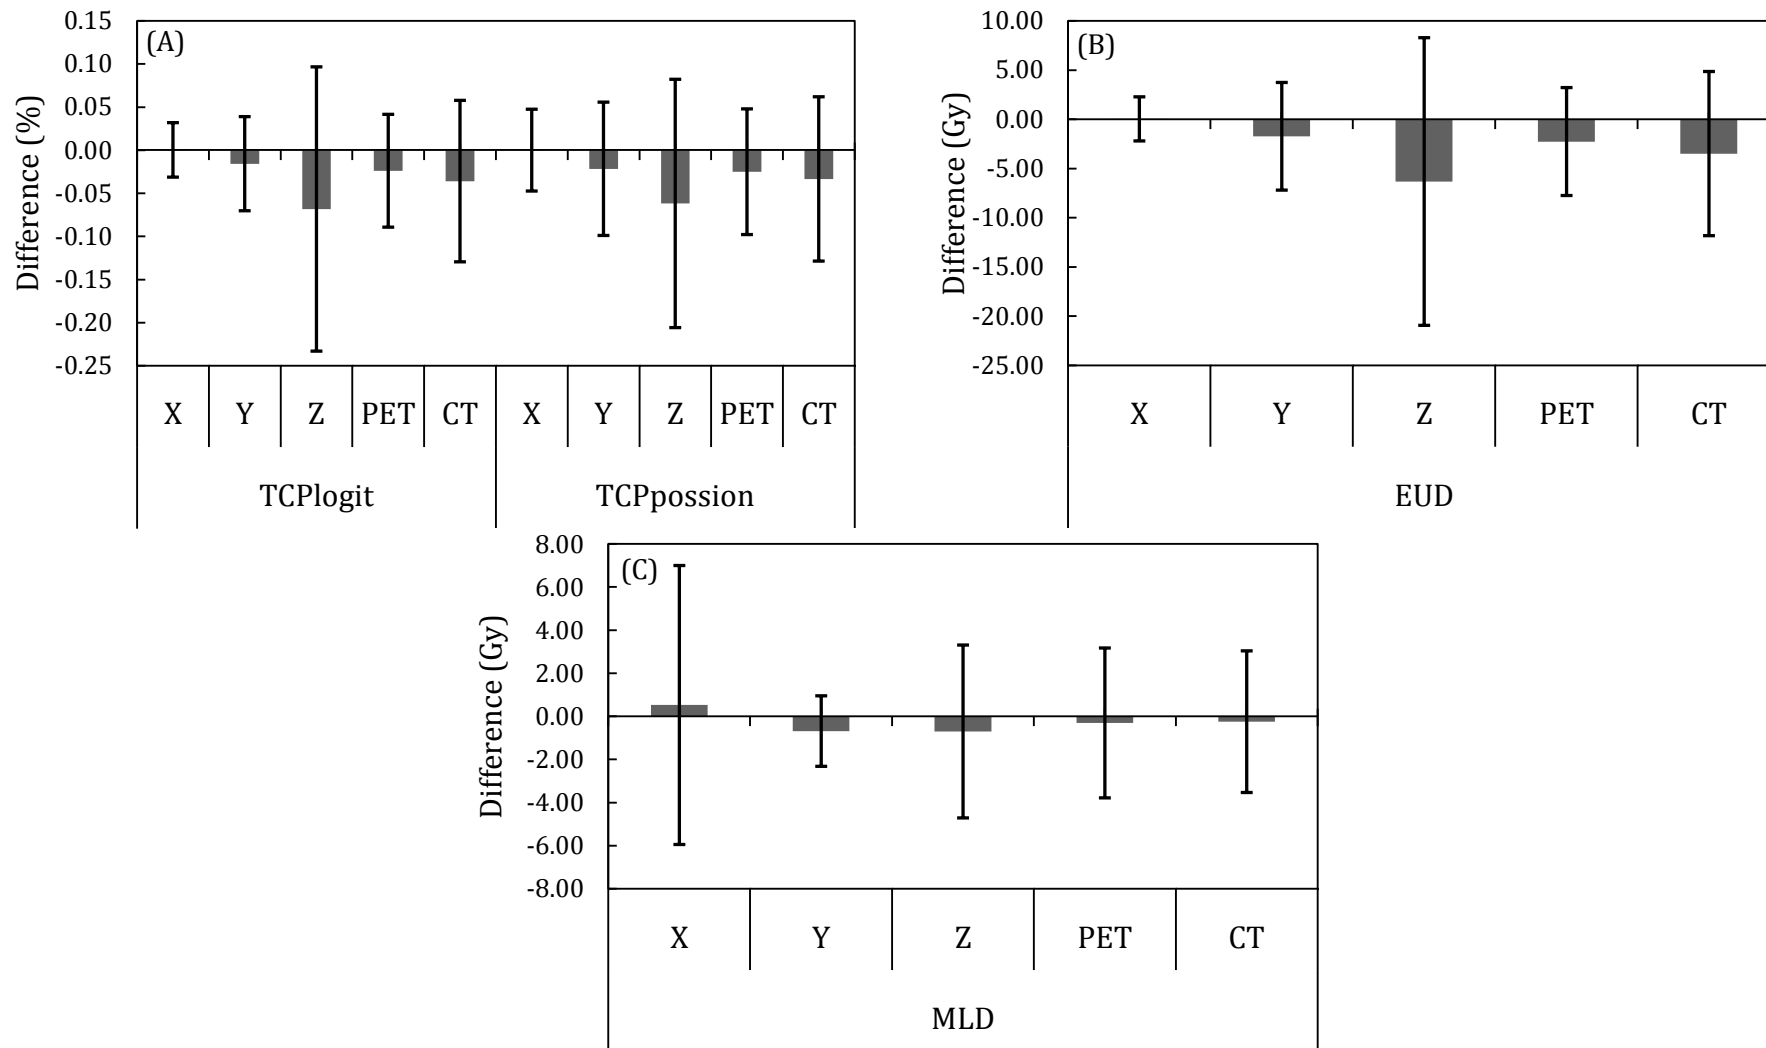 (A)
Difference (%)
0.15
0.10
0.05
0.00
-0.05
-0.10
-0.15
-0.20
-0.25
X Y Z PET CT X Y Z PET CT
TCPlogit TCPpossion
(B)
Difference (Gy)
10.00
5.00
0.00
-5.00
-10.00
-15.00
-20.00
-25.00
X Y Z PET CT
EUD
(C)
Difference (Gy)
8.00
6.00
4.00
2.00
0.00
-2.00
-4.00
-6.00
-8.00
X Y Z PET CT
MLD